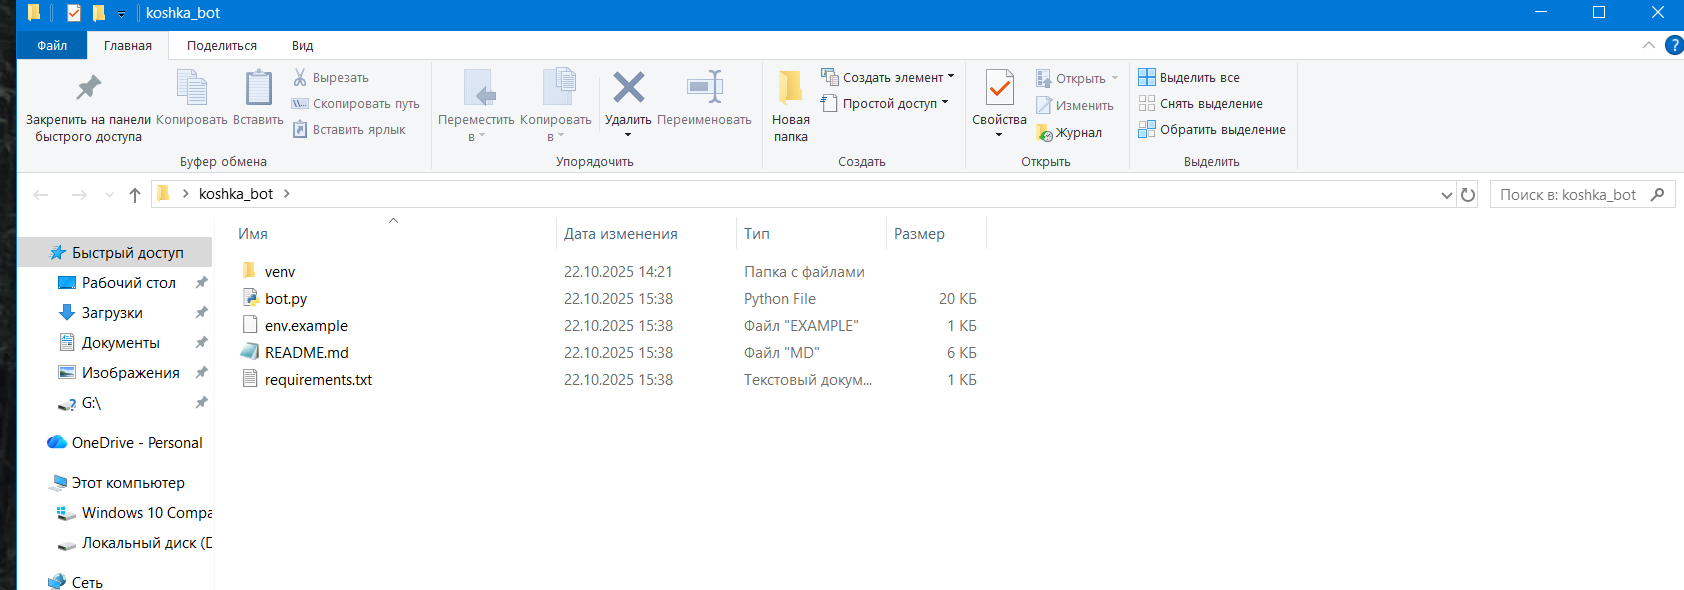 koshka_bot
Файл Главная Поделиться Вид
?
Закрепить на панели быстрого доступа
Копировать
Вставить
Вырезать
Скопировать путь
Вставить ярлык
Буфер обмена
Переместить в
Копировать в
Удалить
Переименовать
Упорядочить
Новая папка
Создать элемент
Простой доступ
Создать
Свойства
Открыть
Изменить
Журнал
Открыть
Выделить все
Снять выделение
Обратить выделение
Выделить
koshka_bot
Поиск в: koshka_bot
Быстрый доступ
Рабочий стол
Загрузки
Документы
Изображения
G:\
OneDrive - Personal
Этот компьютер
Windows 10 Compa
Локальный диск (D
Сеть
Имя Дата изменения Тип Размер
venv 22.10.2025 14:21 Папка с файлами
bot.py 22.10.2025 15:38 Python File 20 КБ
env.example 22.10.2025 15:38 Файл "EXAMPLE" 1 КБ
README.md 22.10.2025 15:38 Файл "MD" 6 КБ
requirements.txt 22.10.2025 15:38 Текстовый докум... 1 КБ